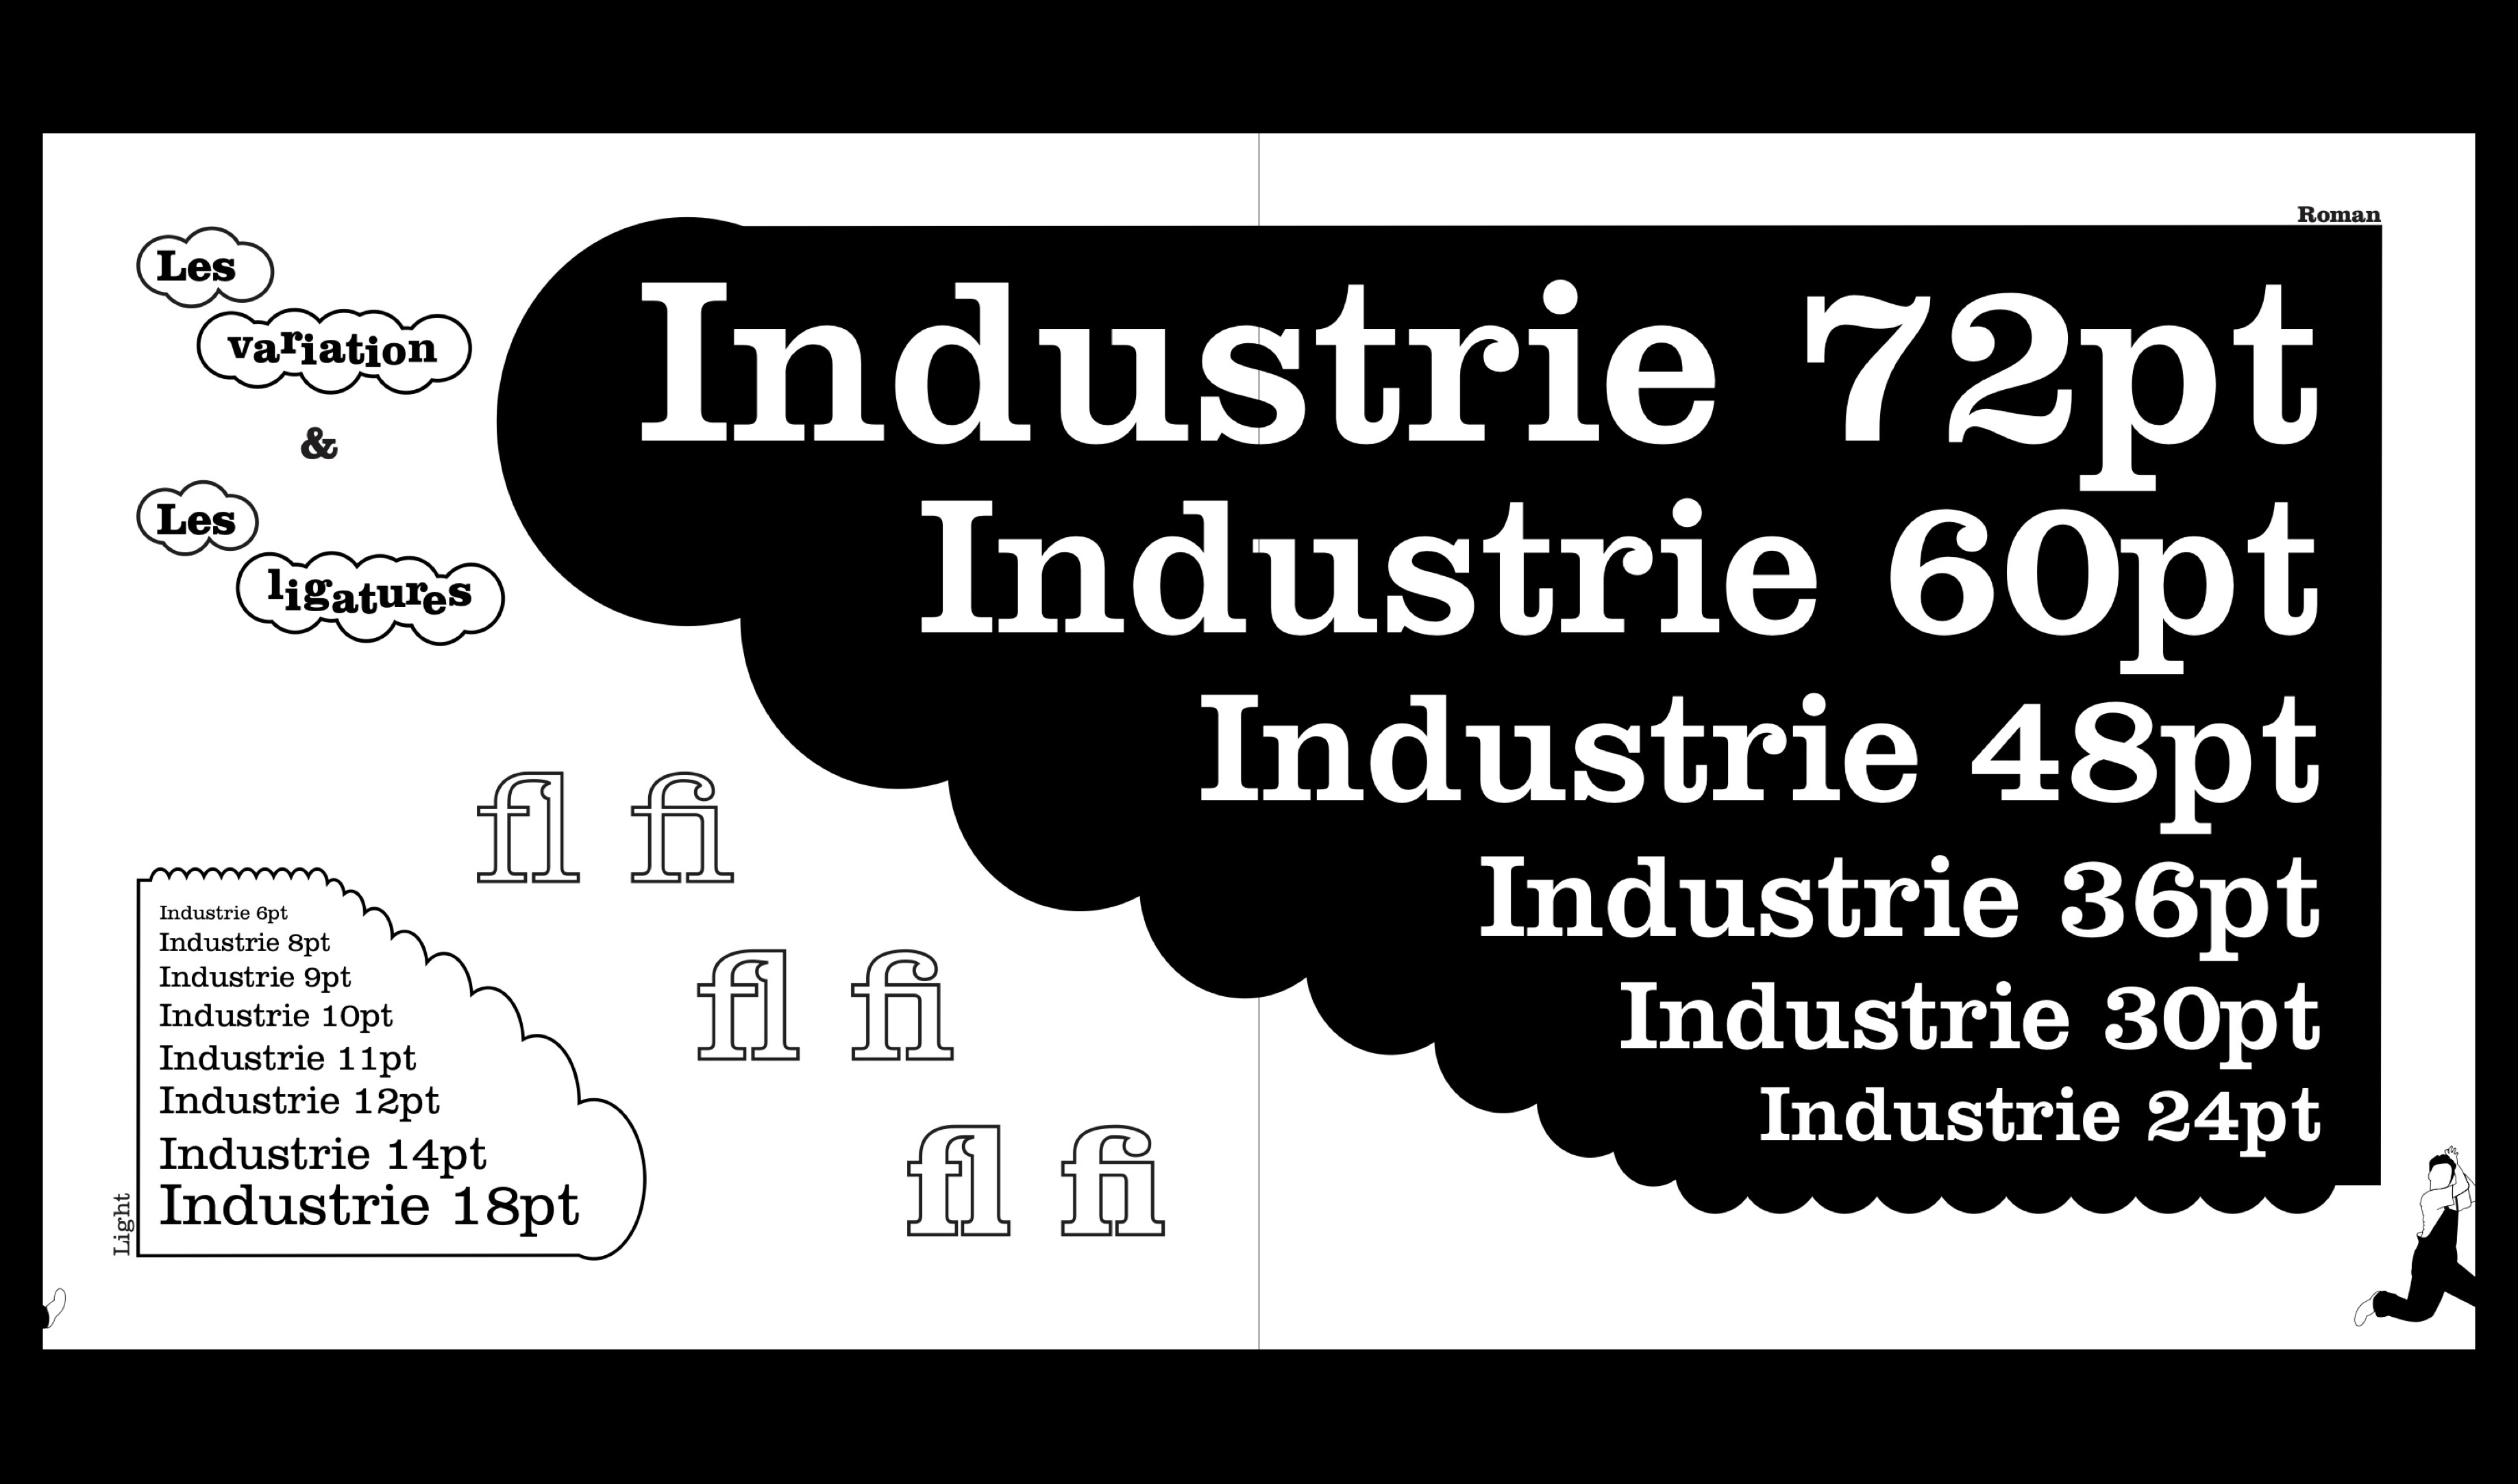 Les
variation
&
Les
ligatures
Roman
Industrie 72pt
Industrie 60pt
Industrie 48pt
Industrie 36pt
Industrie 30pt
Industrie 24pt
fl fi
fl fi
fl fi
Industrie 6pt
Industrie 8pt
Industrie 9pt
Industrie 10pt
Industrie 11pt
Industrie 12pt
Industrie 14pt
Industrie 18pt
Light